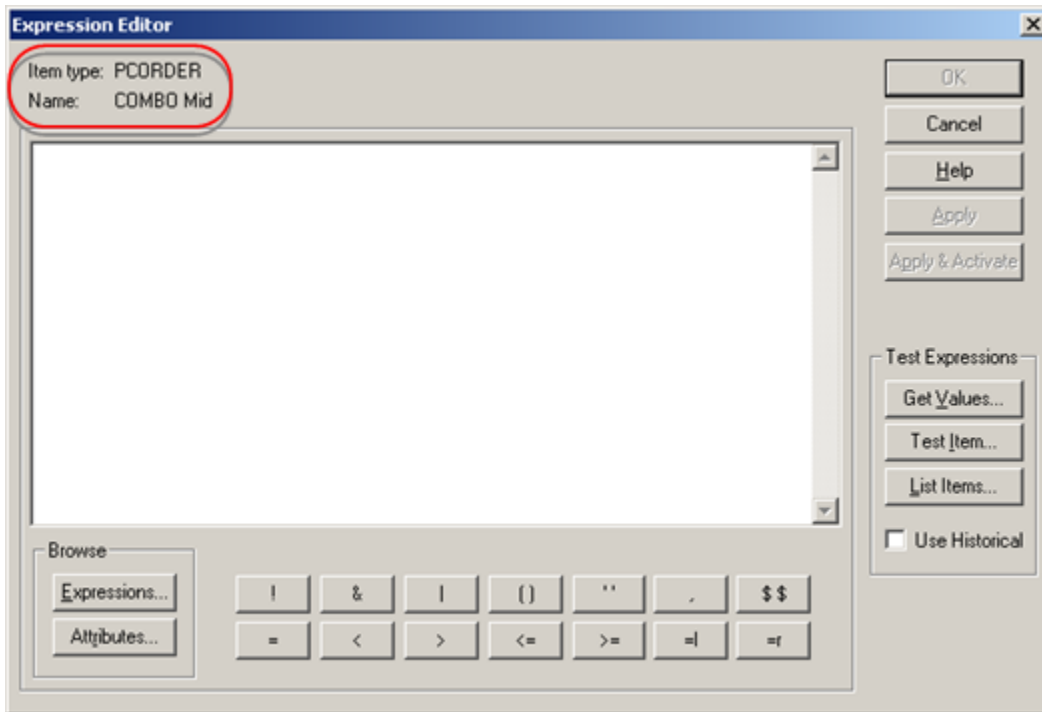 Expression Editor
Item type: PCORDER
Name: COMBO Mid
OK
Cancel
Help
Apply
Apply & Activate
Test Expressions
Get Values...
Test Item...
List Items...
Use Historical
Browse
Expressions...
Attributes...
! & | ( ) ' ' , $ $
= < > <= >= =l =r